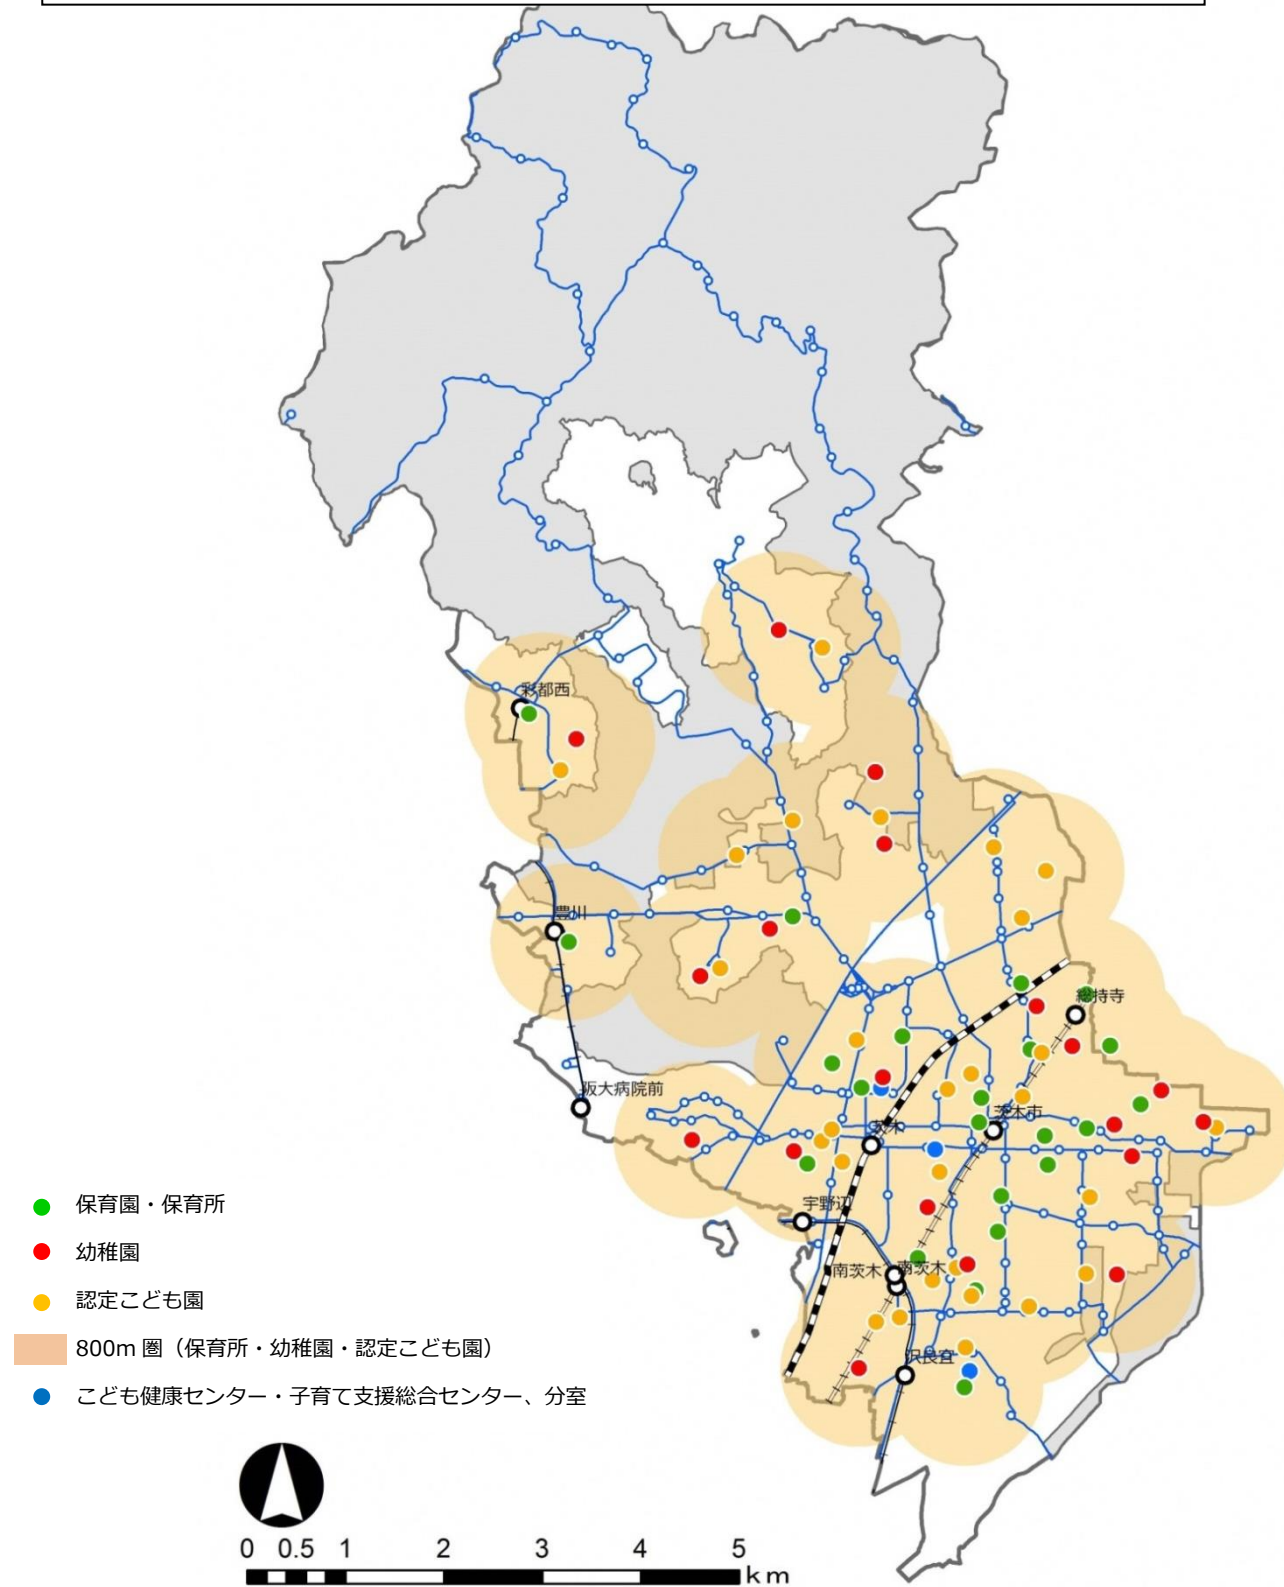 彩都西
豊川
総持寺
阪大病院前
茨木市
茨木
宇野辺
南茨木
南茨木
沢良宜
保育園・保育所
幼稚園
認定こども園
800m 圏（保育所・幼稚園・認定こども園）
こども健康センター・子育て支援総合センター、分室
0 0.5 1 2 3 4 5
km